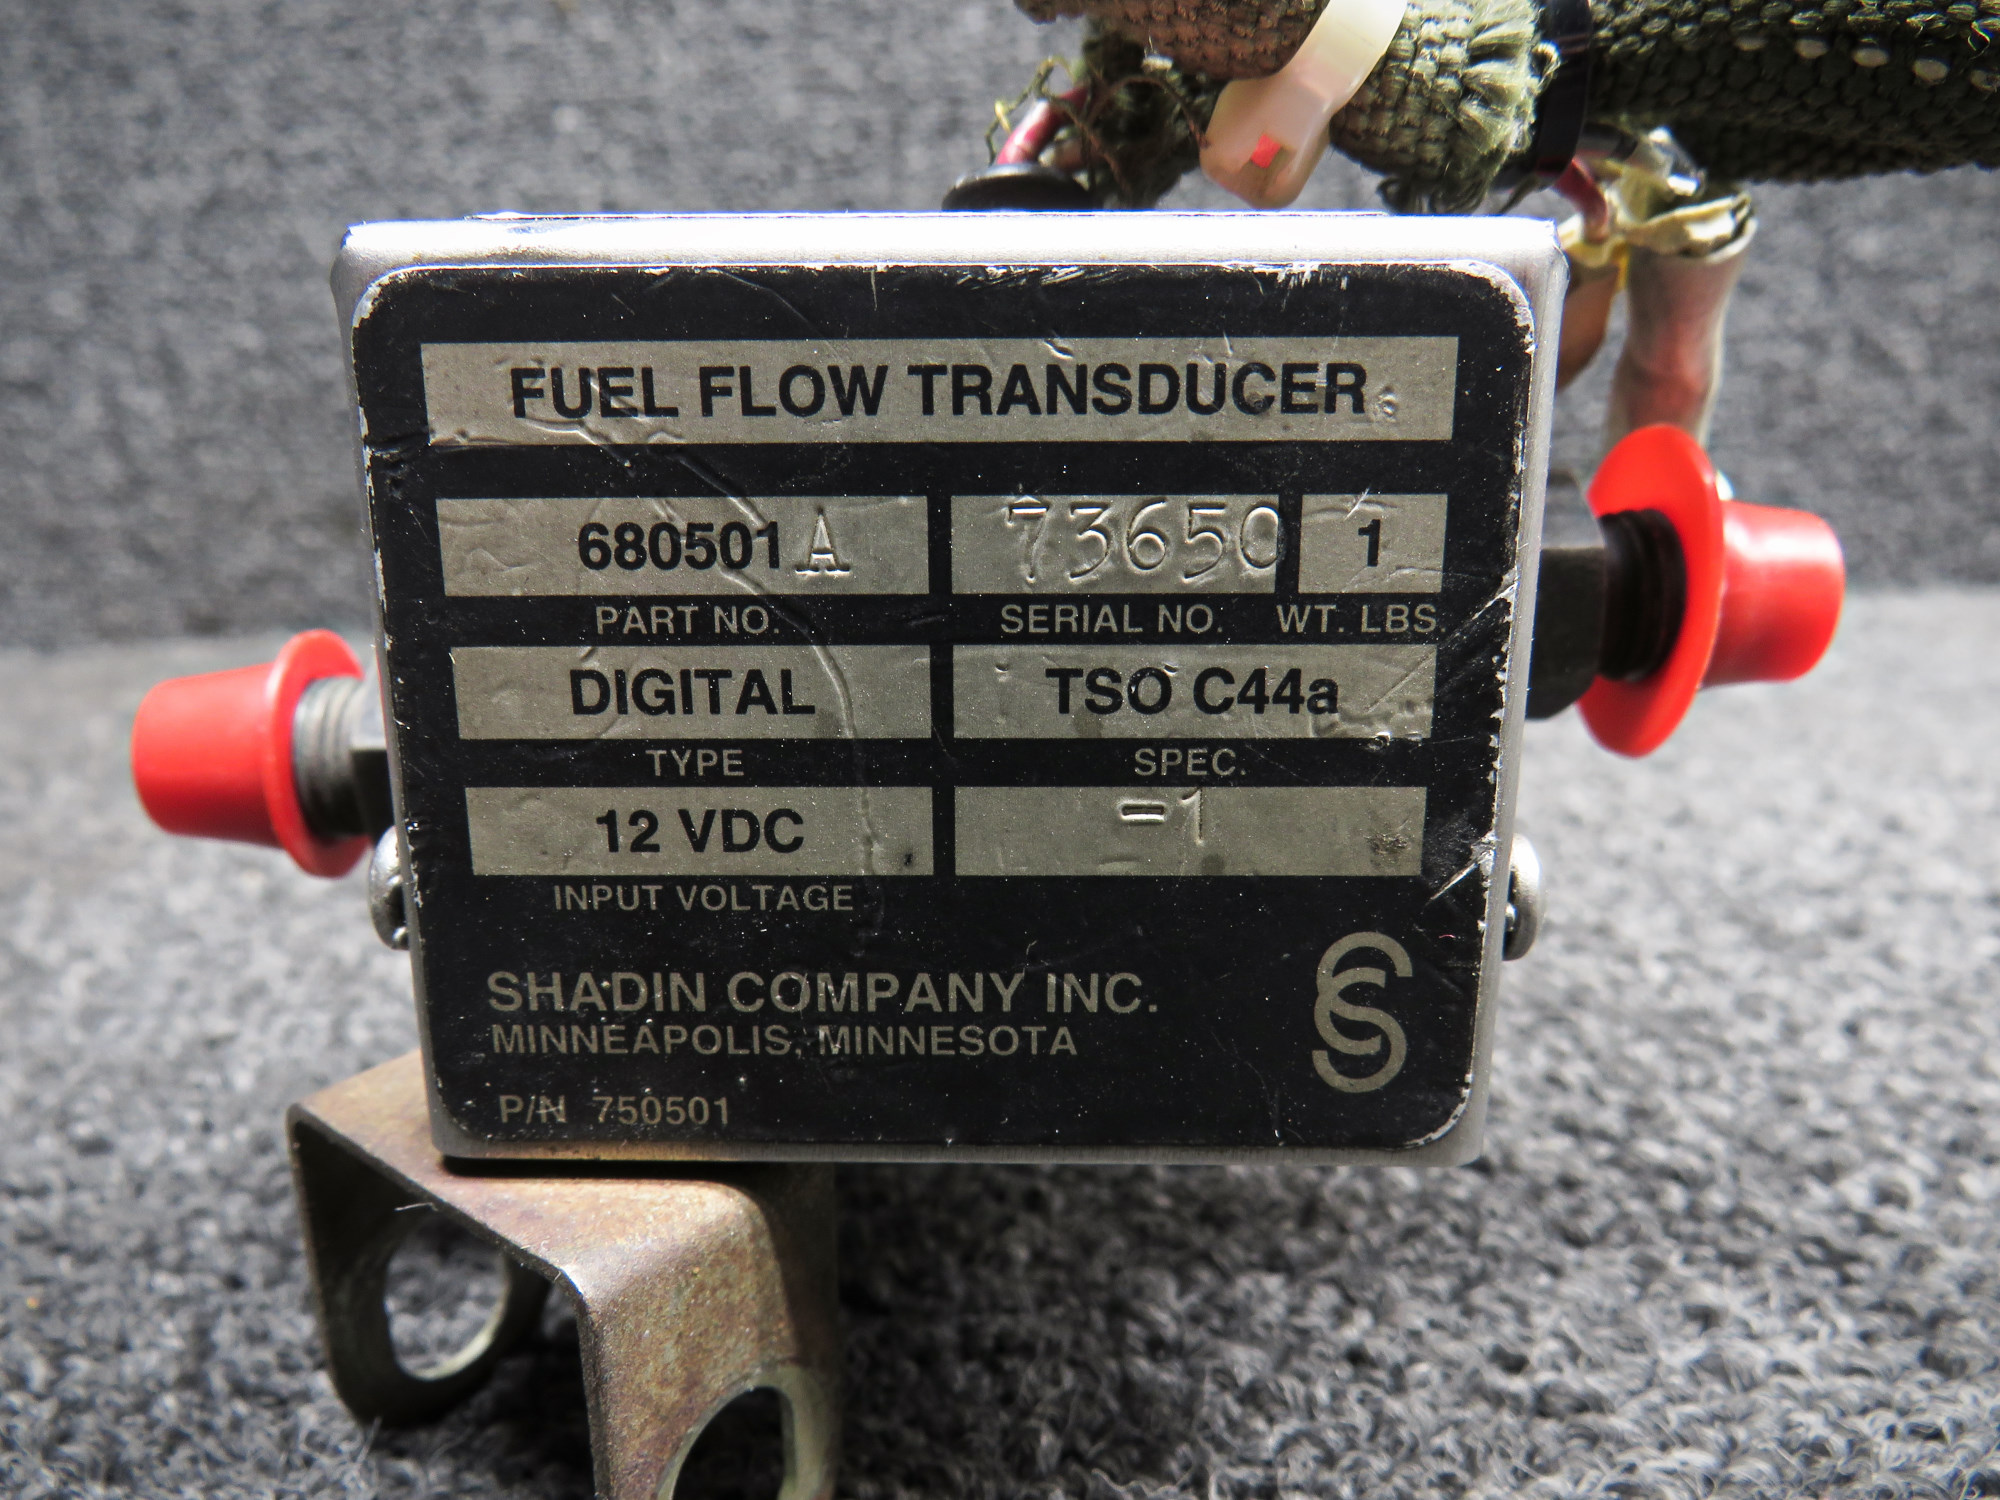 FUEL FLOW TRANSDUCER
680501 A 73650 1
PART NO. SERIAL NO. WT. LBS.
DIGITAL TSO C44a
TYPE SPEC.
12 VDC =1
INPUT VOLTAGE
SHADIN COMPANY INC.
MINNEAPOLIS, MINNESOTA
P/N 750501